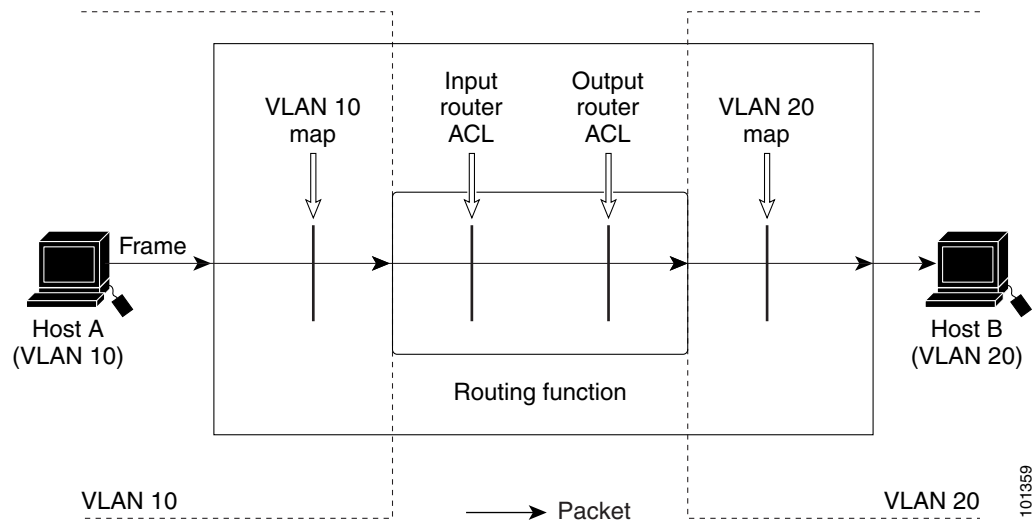 VLAN 10
map
Input
router
ACL
Output
router
ACL
VLAN 20
map
Frame
Host A
(VLAN 10)
Host B
(VLAN 20)
Routing function
VLAN 10
Packet
VLAN 20
101359